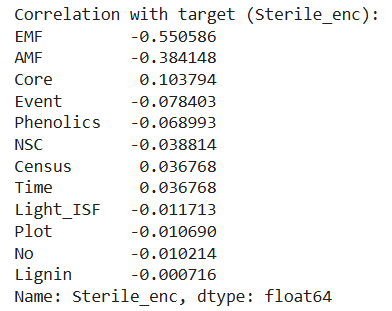 Correlation with target (Sterile_enc):
EMF          -0.550586
AMF          -0.384148
Core          0.103794
Event        -0.078403
Phenolics    -0.068993
NSC          -0.038814
Census        0.036768
Time          0.036768
Light_ISF    -0.011713
Plot         -0.010690
No           -0.010214
Lignin       -0.000716
Name: Sterile_enc, dtype: float64